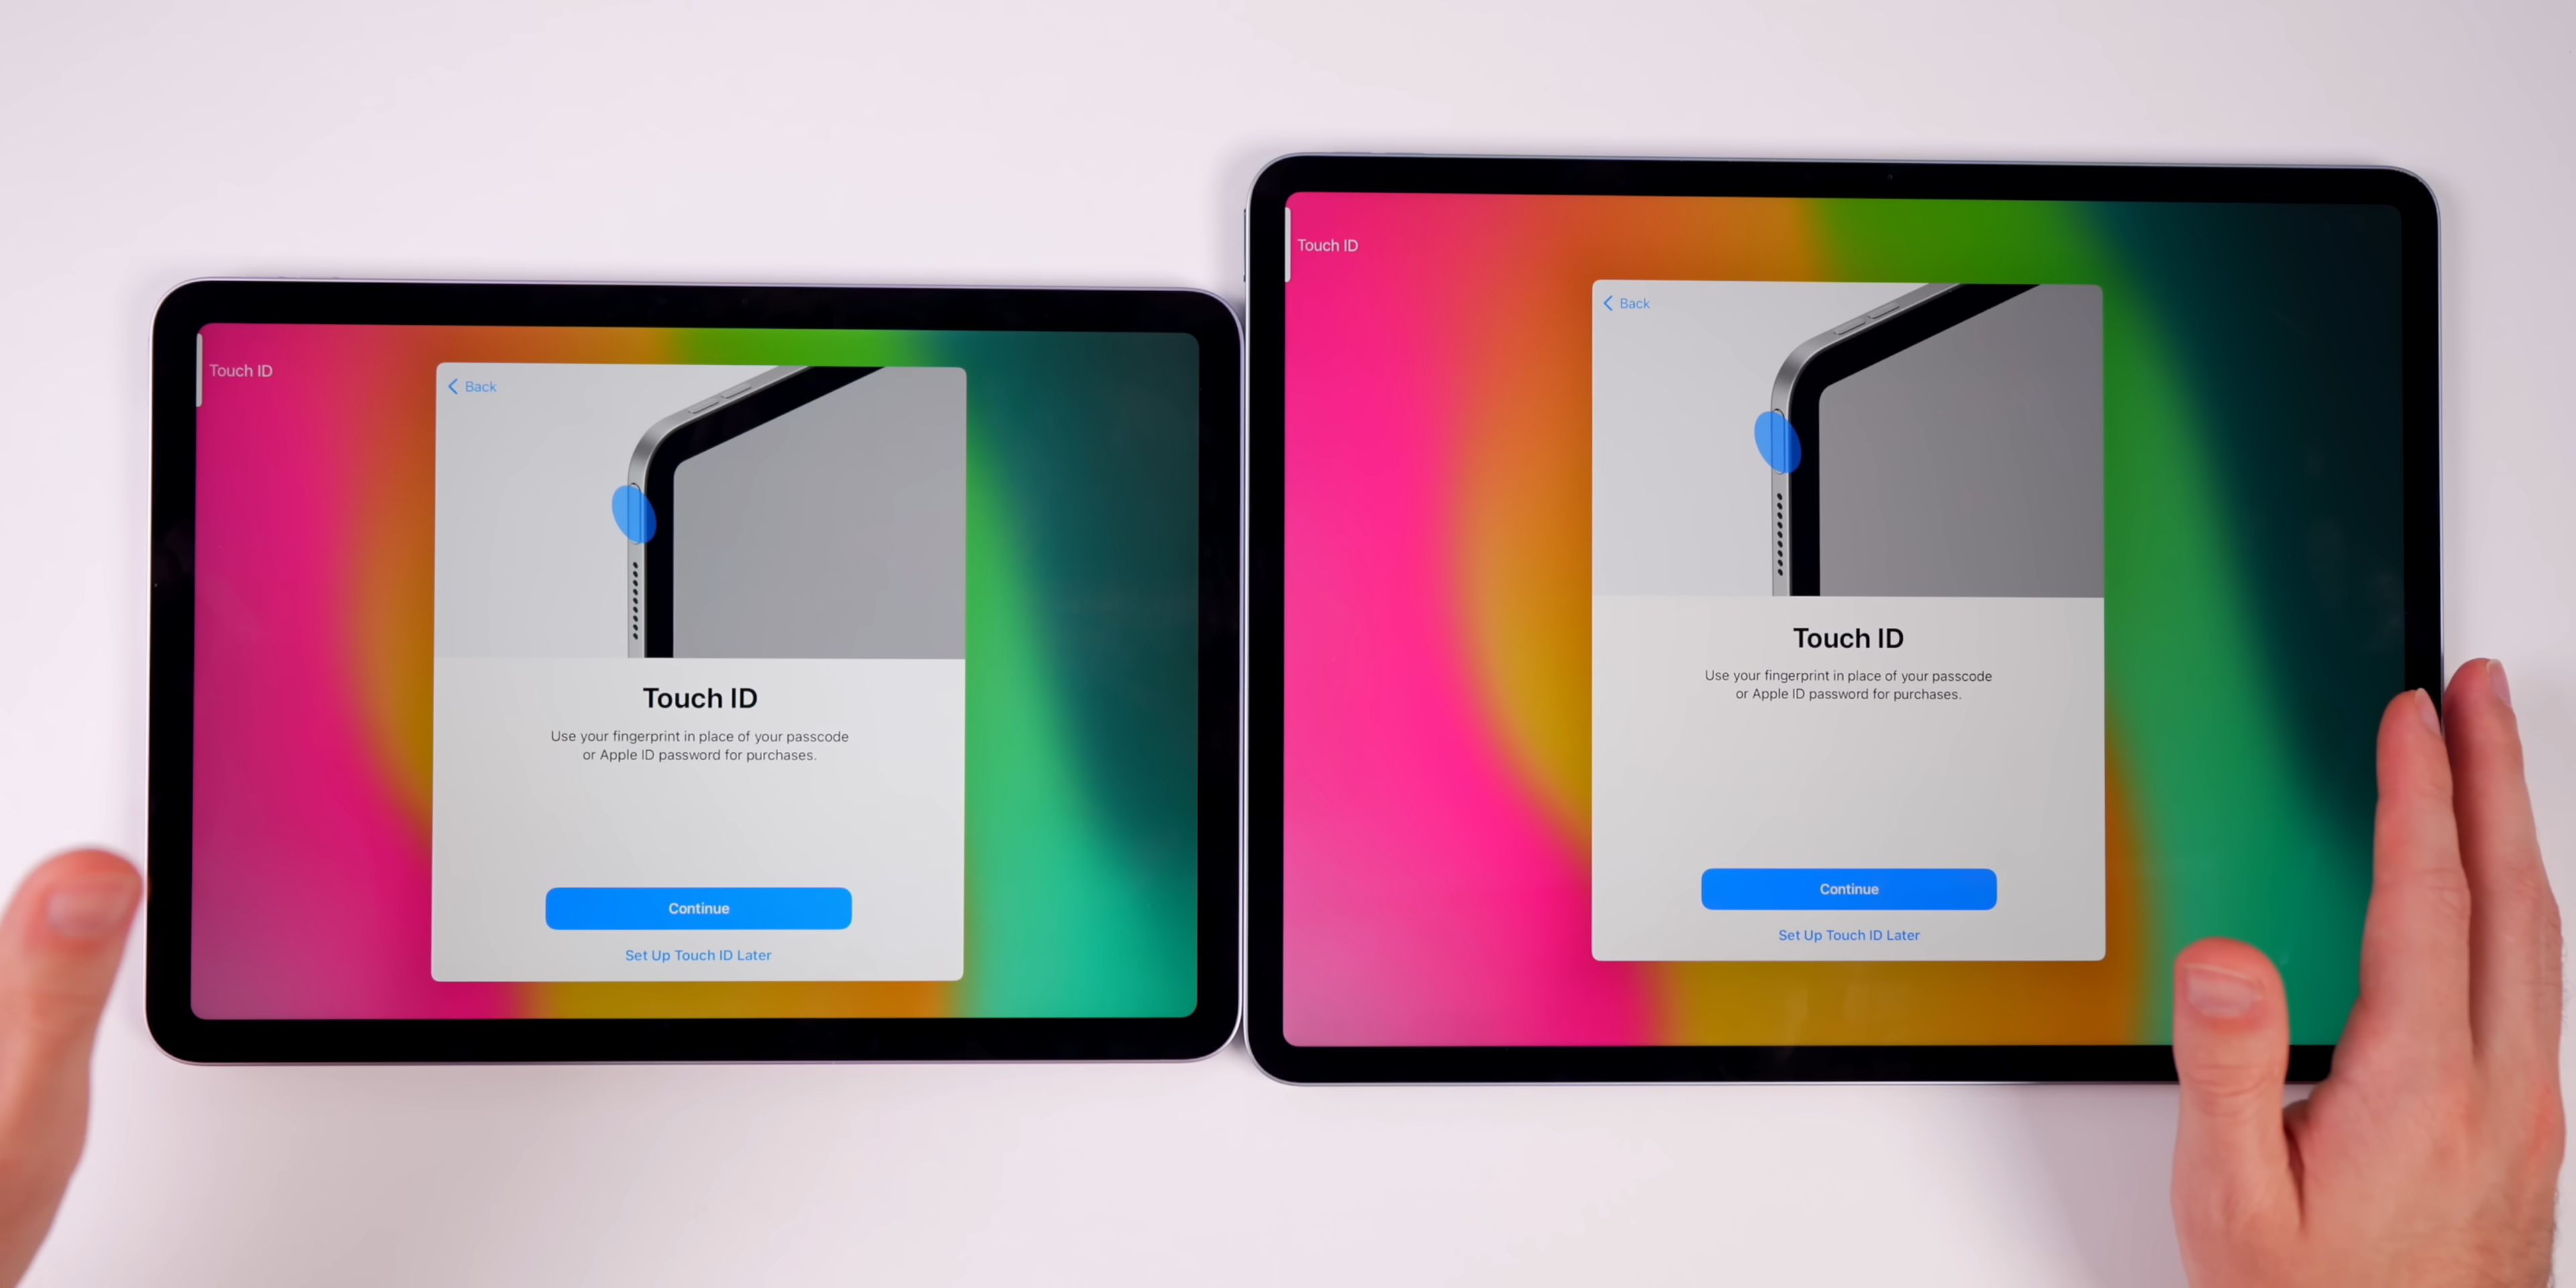 Touch ID
Back
Touch ID
Use your fingerprint in place of your passcode
or Apple ID password for purchases.
Continue
Set Up Touch ID Later
Touch ID
Back
Touch ID
Use your fingerprint in place of your passcode
or Apple ID password for purchases.
Continue
Set Up Touch ID Later